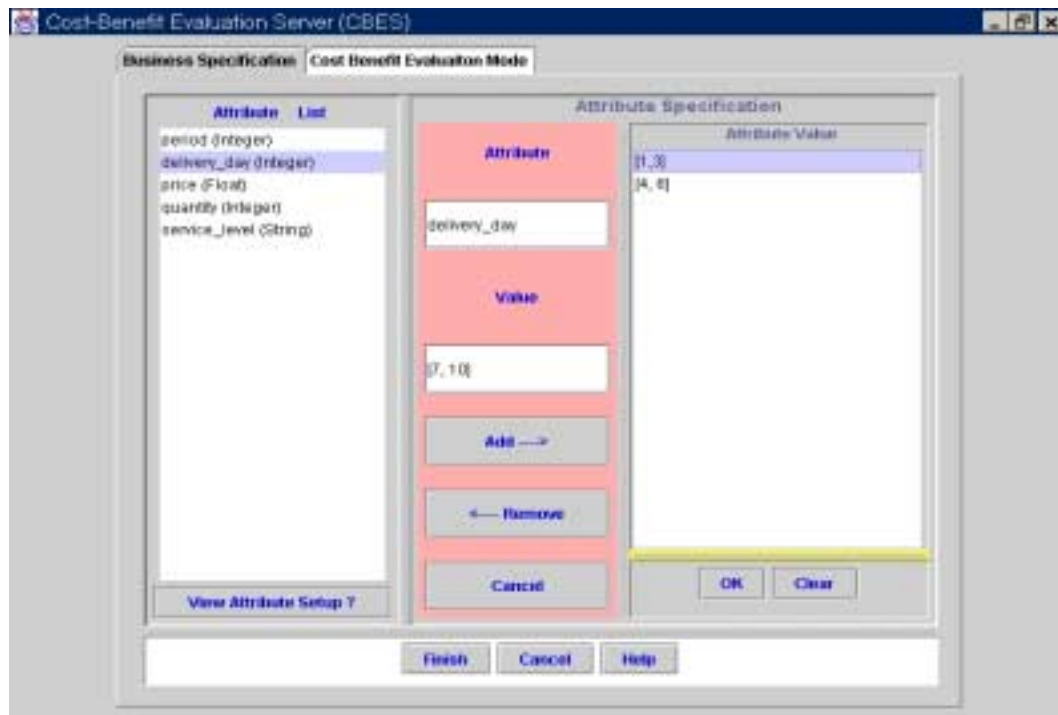 Cost-Benefit Evaluation Server (CBES)
Business Specification
Cost Benefit Evaluaiton Mode
Attribute List
period (Integer)
delivery_day (Integer)
price (Float)
quantity (Integer)
service_level (String)
View Attribute Setup ?
Attribute Specification
Attribute
delivery_day
Value
[7, 10]
Add --->
<--- Remove
Cancel
Attribute Value
[1,3]
[4, 6]
OK
Clear
Finish
Cancel
Help